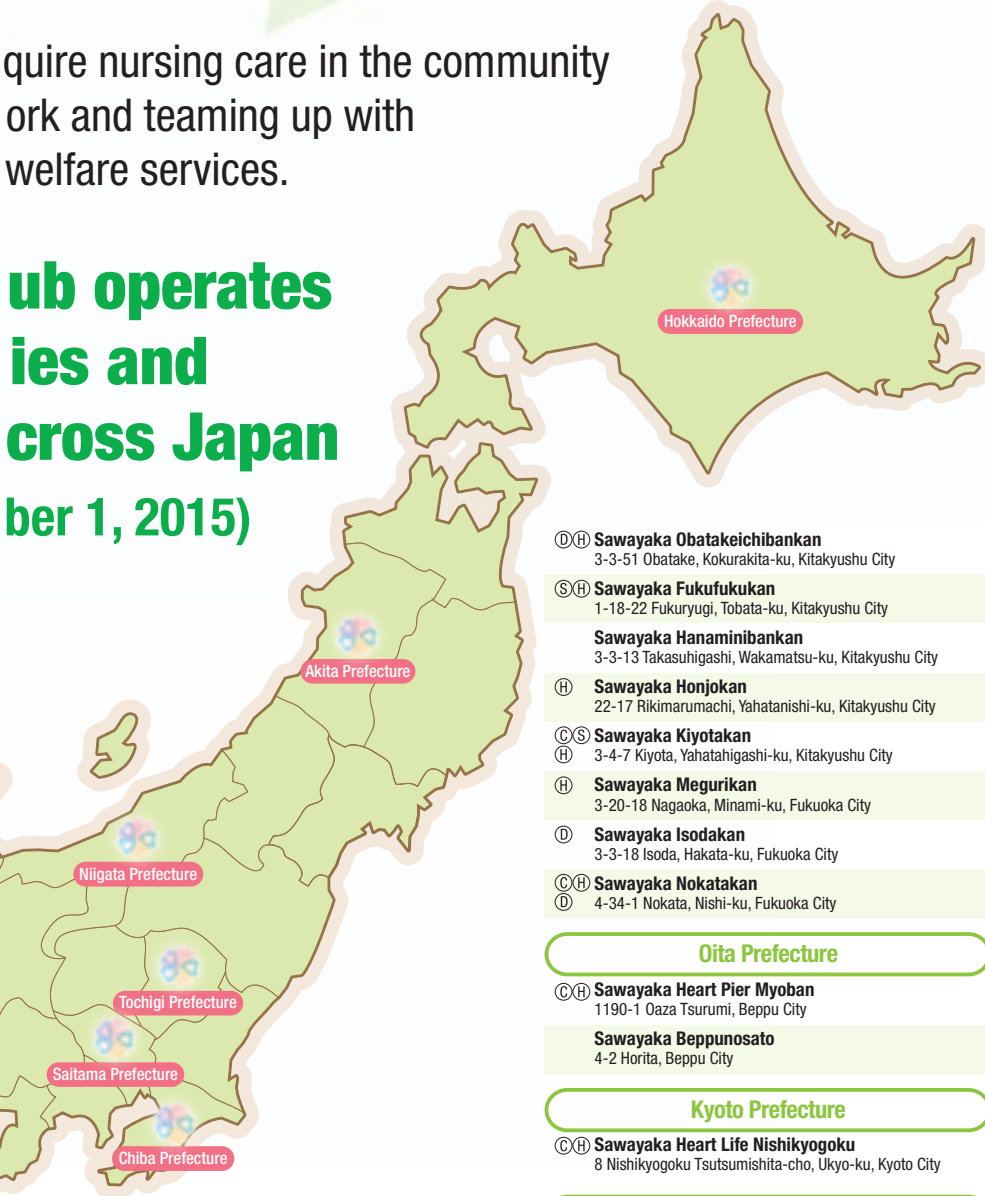 quire nursing care in the community
ork and teaming up with
welfare services.
ub operates
ies and
cross Japan
ber 1, 2015)
Hokkaido Prefecture
Akita Prefecture
Niigata Prefecture
Tochigi Prefecture
Saitama Prefecture
Chiba Prefecture
ⒹⒽ Sawayaka Obatakeichibankan
3-3-51 Obatake, Kokurakita-ku, Kitakyushu City
ⓈⒽ Sawayaka Fukufukukan
1-18-22 Fukuryugi, Tobata-ku, Kitakyushu City
Sawayaka Hanaminibankan
3-3-13 Takasuhigashi, Wakamatsu-ku, Kitakyushu City
Ⓗ Sawayaka Honjokan
22-17 Rikimarumachi, Yahatanishi-ku, Kitakyushu City
ⒸⓈ Sawayaka Kiyotakan
Ⓗ 3-4-7 Kiyota, Yahatahigashi-ku, Kitakyushu City
Ⓗ Sawayaka Megurikan
3-20-18 Nagaoka, Minami-ku, Fukuoka City
Ⓓ Sawayaka Isodakan
3-3-18 Isoda, Hakata-ku, Fukuoka City
ⒸⒽ Sawayaka Nokatakan
Ⓓ 4-34-1 Nokata, Nishi-ku, Fukuoka City
Oita Prefecture
ⒸⒽ Sawayaka Heart Pier Myoban
1190-1 Oaza Tsurumi, Beppu City
Sawayaka Beppunosato
4-2 Horita, Beppu City
Kyoto Prefecture
ⒸⒽ Sawayaka Heart Life Nishikyogoku
8 Nishikyogoku Tsutsumishita-cho, Ukyo-ku, Kyoto City